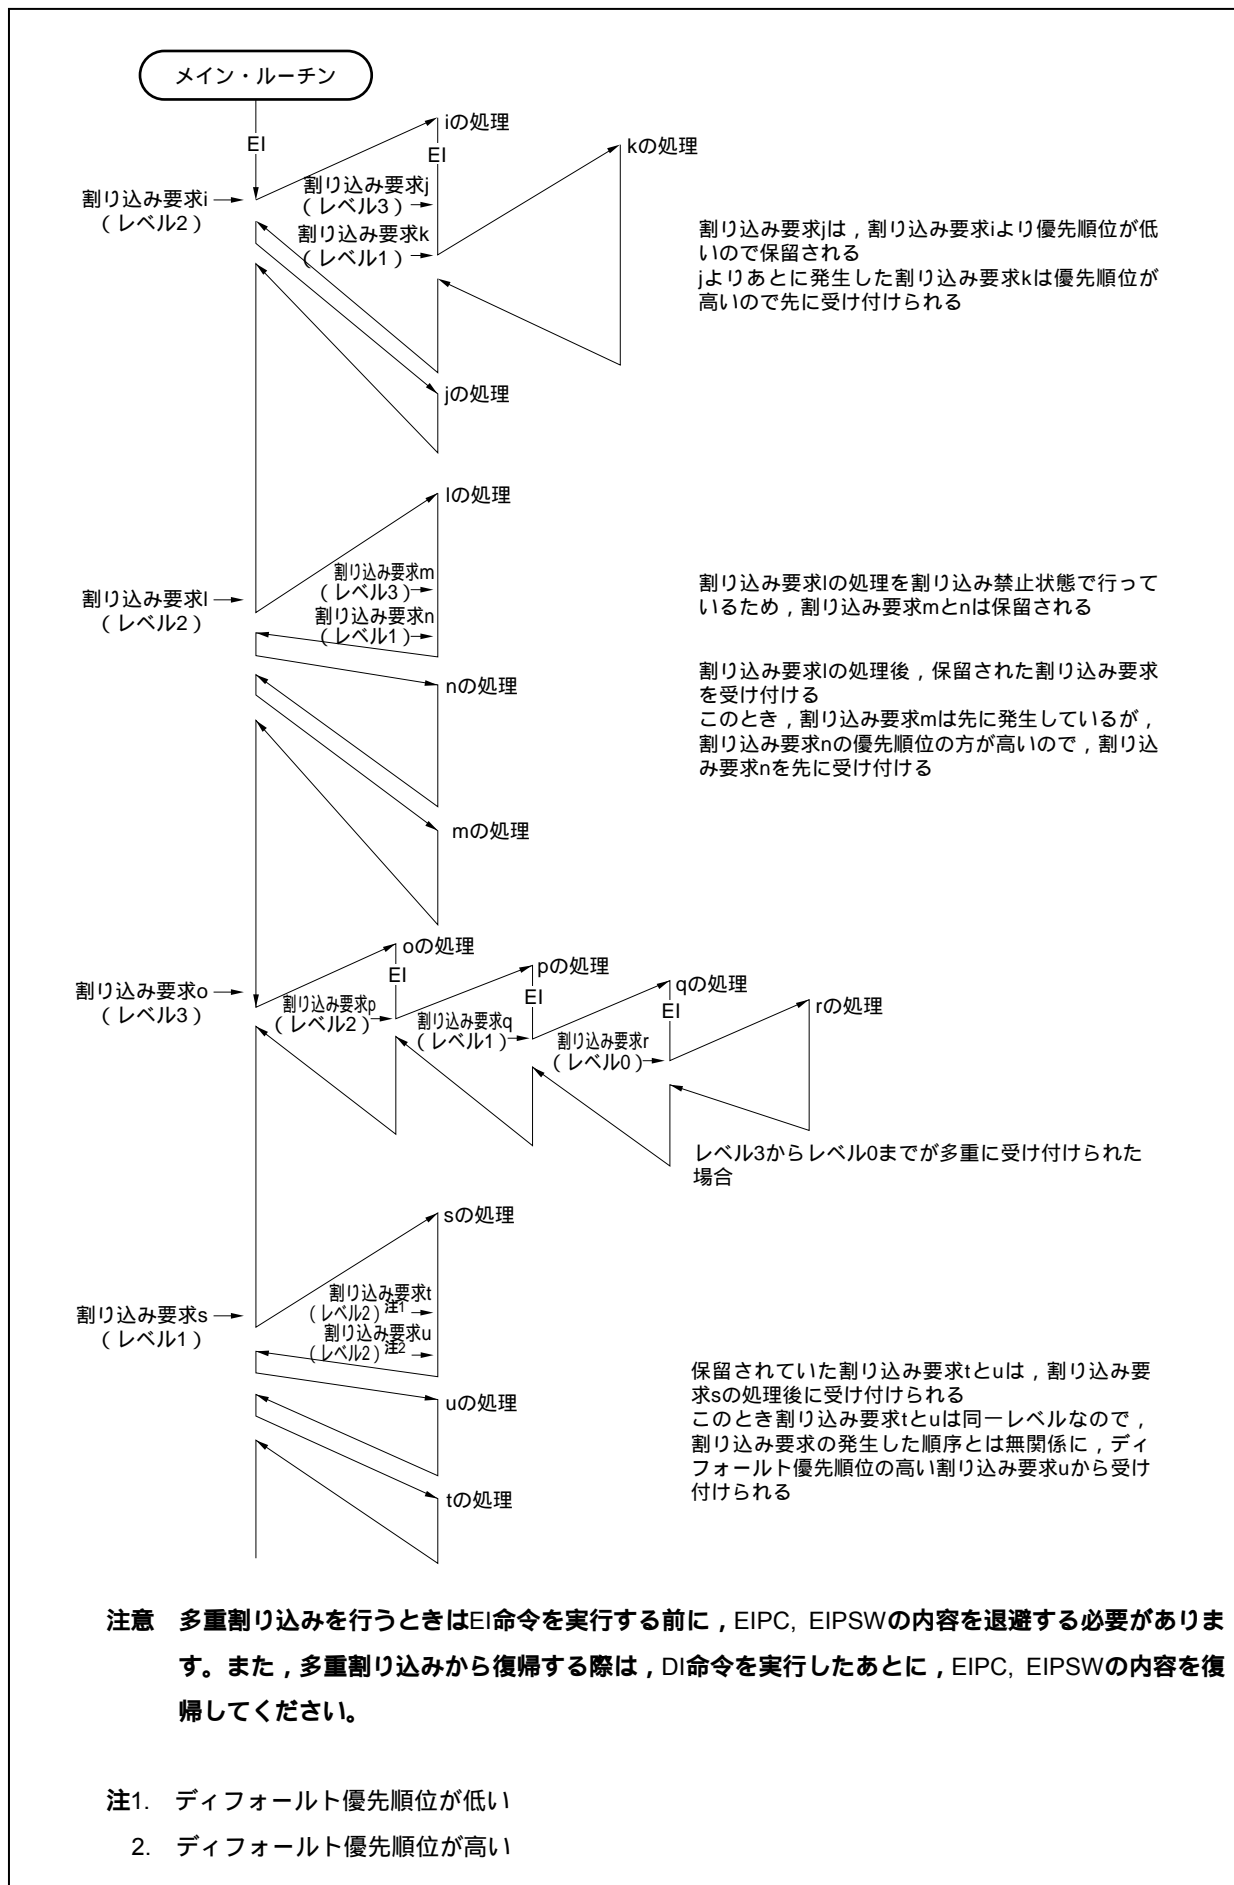 メイン・ルーチン
EI
iの処理
EI
kの処理
割り込み要求i
（レベル2）
割り込み要求j
（レベル3）
割り込み要求k
（レベル1）
割り込み要求jは，割り込み要求iより優先順位が低
いので保留される
jよりあとに発生した割り込み要求kは優先順位が
高いので先に受け付けられる
jの処理
lの処理
割り込み要求l
（レベル2）
割り込み要求m
（レベル3）
割り込み要求n
（レベル1）
割り込み要求lの処理を割り込み禁止状態で行って
いるため，割り込み要求mとnは保留される
nの処理
割り込み要求lの処理後，保留された割り込み要求
を受け付ける
このとき，割り込み要求mは先に発生しているが，
割り込み要求nの優先順位の方が高いので，割り込
み要求nを先に受け付ける
mの処理
oの処理
EI
pの処理
EI
qの処理
EI
rの処理
割り込み要求o
（レベル3）
割り込み要求p
（レベル2）
割り込み要求q
（レベル1）
割り込み要求r
（レベル0）
レベル3からレベル0までが多重に受け付けられた
場合
sの処理
割り込み要求s
（レベル1）
割り込み要求t
（レベル2）注1
割り込み要求u
（レベル2）注2
uの処理
保留されていた割り込み要求tとuは，割り込み要
求sの処理後に受け付けられる
このとき割り込み要求tとuは同一レベルなので，
割り込み要求の発生した順序とは無関係に，ディ
フォールト優先順位の高い割り込み要求uから受け
付けられる
tの処理
注意　多重割り込みを行うときはEI命令を実行する前に，EIPC, EIPSWの内容を退避する必要がありま
す。また，多重割り込みから復帰する際は，DI命令を実行したあとに，EIPC, EIPSWの内容を復
帰してください。
注1.　ディフォールト優先順位が低い
2.　ディフォールト優先順位が高い